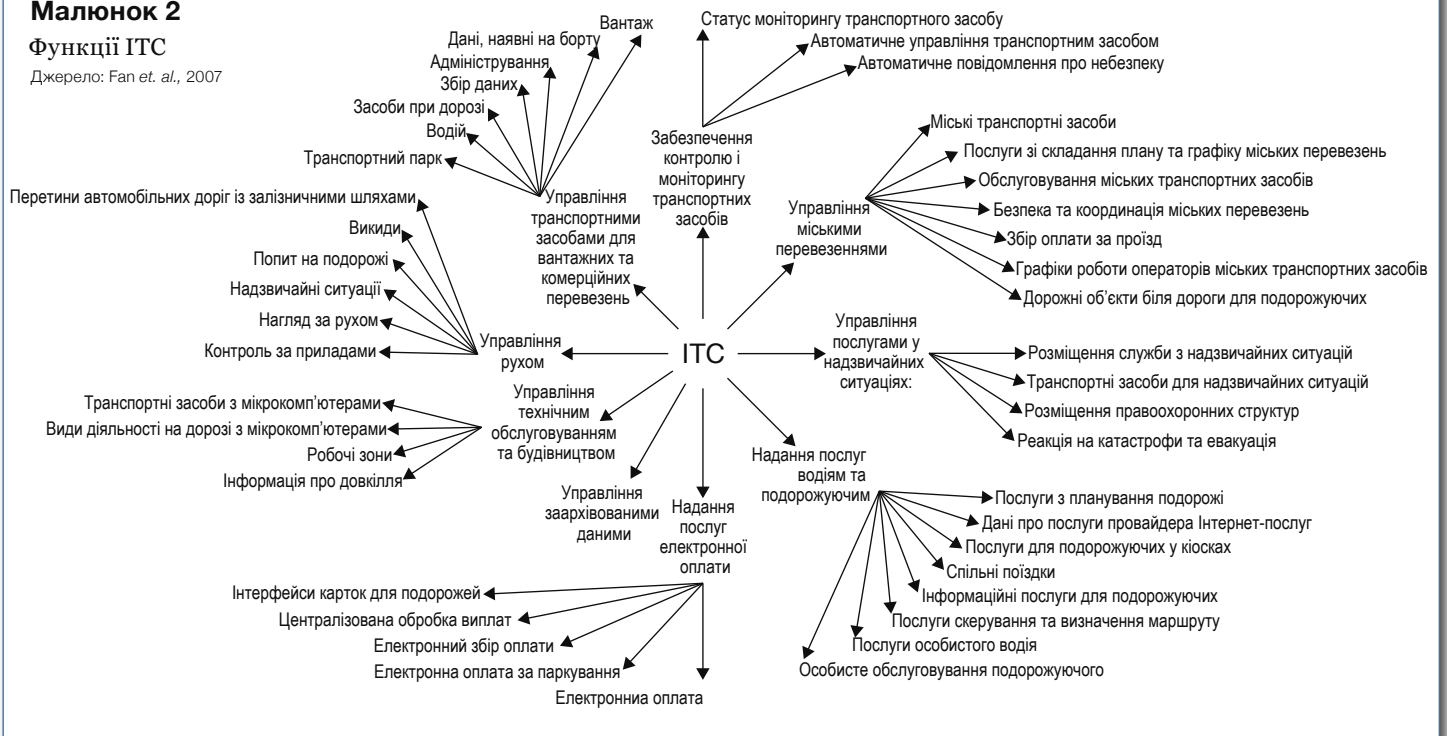 Малюнок 2
Функції ІТС
Джерело: Fan et. al., 2007
Вантаж
Дані, наявні на борту
Адміністрування
Збір даних
Засоби при дорозі
Водій
Транспортний парк
Управління
транспортними
засобами для
вантажних та
комерційних
перевезень
Статус моніторингу транспортного засобу
Автоматичне управління транспортним засобом
Автоматичне повідомлення про небезпеку
Забезпечення
контролю і
моніторингу
транспортних
засобів
Міські транспортні засоби
Послуги зі складання плану та графіку міських перевезень
Обслуговування міських транспортних засобів
Безпека та координація міських перевезень
Збір оплати за проїзд
Графіки роботи операторів міських транспортних засобів
Дорожні об’єкти біля дороги для подорожуючих
Управління
міськими
перевезеннями
Перетини автомобільних доріг із залізничними шляхами
Викиди
Попит на подорожі
Надзвичайні ситуації
Нагляд за рухом
Контроль за приладами
Управління
рухом
ІТС
Управління
послугами у
надзвичайних
ситуаціях:
Розміщення служби з надзвичайних ситуацій
Транспортні засоби для надзвичайних ситуацій
Розміщення правоохоронних структур
Реакція на катастрофи та евакуація
Транспортні засоби з мікрокомп’ютерами
Види діяльності на дорозі з мікрокомп’ютерами
Робочі зони
Інформація про довкілля
Управління
технічним
обслуговуванням
та будівництвом
Управління
заархівованими
даними
Надання
послуг
електронної
оплати
Інтерфейси карток для подорожей
Централізована обробка виплат
Електронний збір оплати
Електронна оплата за паркування
Електронниа оплата
Надання послуг
водіям та
подорожуючим
Послуги з планування подорожі
Дані про послуги провайдера Інтернет-послуг
Послуги для подорожуючих у кіосках
Спільні поїздки
Інформаційні послуги для подорожуючих
Послуги скерування та визначення маршруту
Послуги особистого водія
Особисте обслуговування подорожуючого